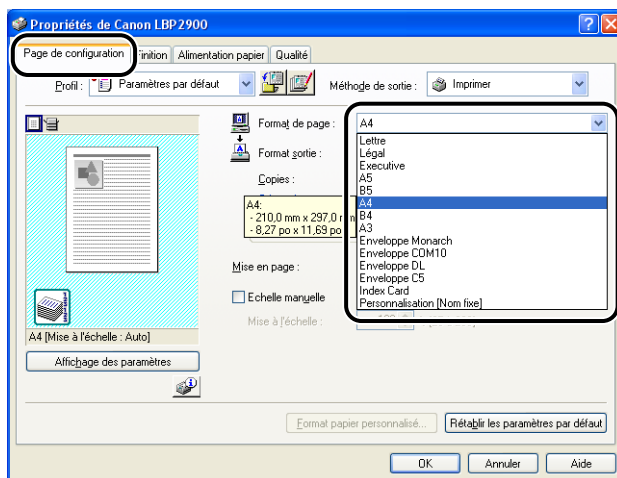 Propriétés de Canon LBP2900
Page de configuration
Finition
Alimentation papier
Qualité
Profil :
Paramètres par défaut
Méthode de sortie :
Imprimer
Format de page :
A4
Format sortie :
Copies :
A4:
- 210,0 mm x 297,0
- 8,27 po x 11,69 po
Lettre
Légal
Executive
A5
B5
A4
B4
A3
Enveloppe Monarch
Enveloppe COM10
Enveloppe DL
Enveloppe C5
Index Card
Personnalisation [Nom fixe]
Mise en page :
Echelle manuelle
Mise à l'échelle :
A4 [Mise à l'échelle : Auto]
Affichage des paramètres
Format papier personnalisé...
Rétablir les paramètres par défaut
OK
Annuler
Aide